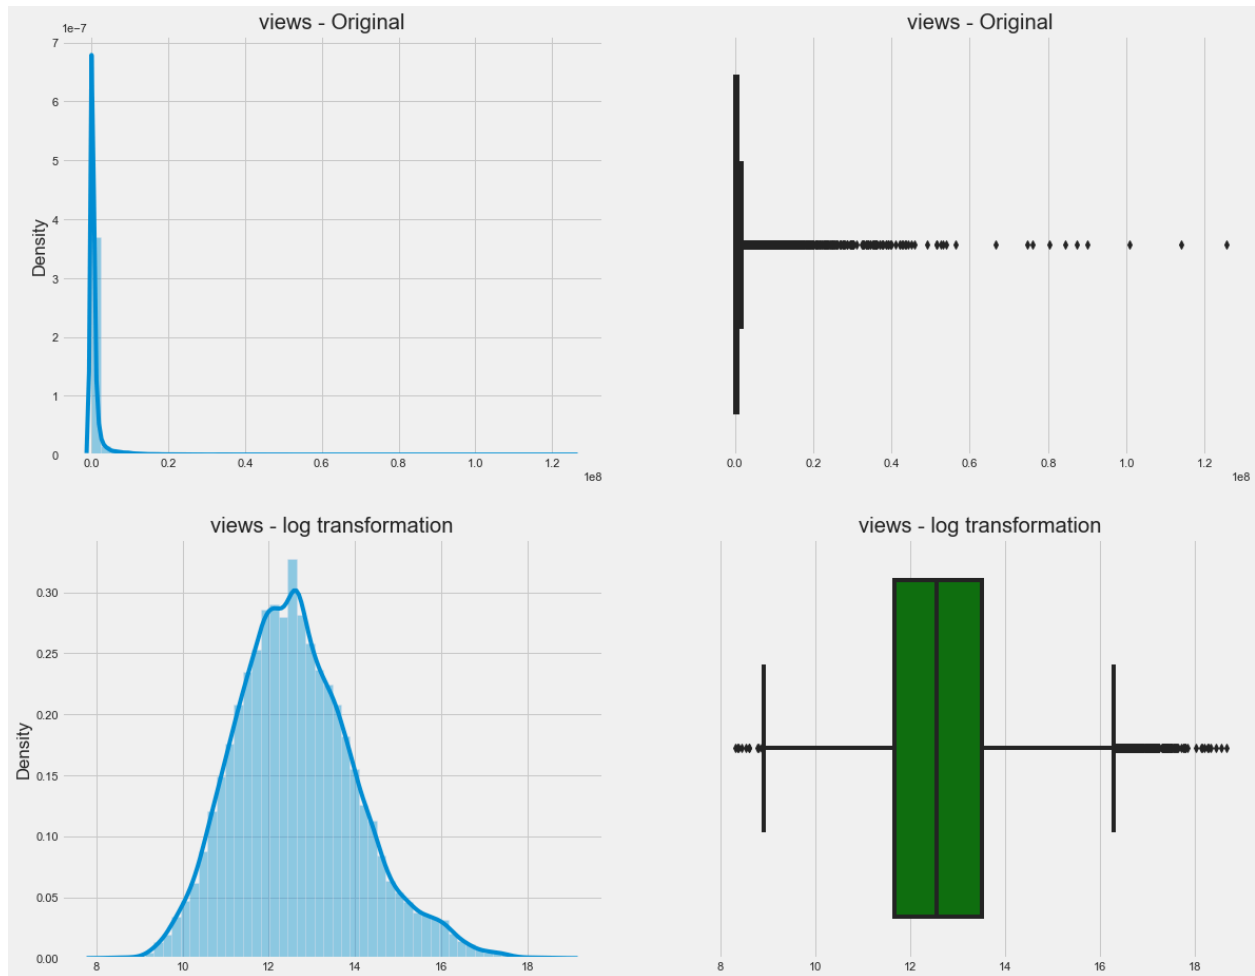 views - Original
1e−7
7
6
5
4
3
2
1
0
Density
0.0 0.2 0.4 0.6 0.8 1.0 1.2
1e8
views - Original
0.0 0.2 0.4 0.6 0.8 1.0 1.2
1e8
views - log transformation
0.30
0.25
0.20
0.15
0.10
0.05
0.00
Density
8 10 12 14 16 18
views - log transformation
8 10 12 14 16 18